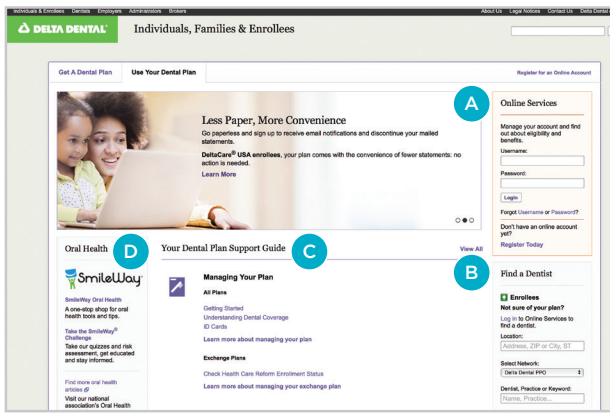 Individuals & Enrollees Dentists Employers Administrators Brokers
About Us Legal Notices Contact Us Delta Dental
DELTA DENTAL®
Individuals, Families & Enrollees
Get A Dental Plan
Use Your Dental Plan
Register for an Online Account
Less Paper, More Convenience
Go paperless and sign up to receive email notifications and discontinue your mailed
statements.
DeltaCare® USA enrollees, your plan comes with the convenience of fewer statements: no
action is needed.
Learn More
A
Online Services
Manage your account and find
out about eligibility and
benefits.
Username:
Password:
Login
Forgot Username or Password?
Don't have an online account
yet?
Register Today
Oral Health
D
SmileWay
SmileWay Oral Health
A one-stop shop for oral
health tools and tips.
Take the SmileWay®
Challenge
Take our quizzes and risk
assessment, get educated
and stay informed.
Find more oral health
articles
Visit our national
association's Oral Health
Your Dental Plan Support Guide
C
View All
Managing Your Plan
All Plans
Getting Started
Understanding Dental Coverage
ID Cards
Learn more about managing your plan
Exchange Plans
Check Health Care Reform Enrollment Status
Learn more about managing your exchange plan
B
Find a Dentist
Enrollees
Not sure of your plan?
Log in to Online Services to
find a dentist.
Location:
Address, ZIP or City, ST
Select Network:
Delta Dental PPO
Dentist, Practice or Keyword:
Name, Practice...